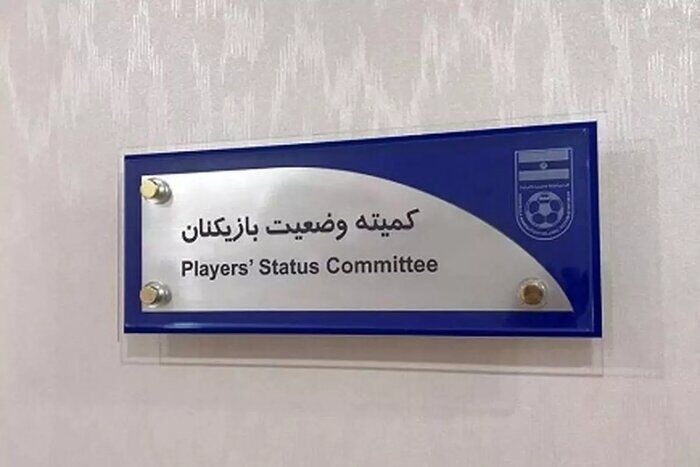 کمیته وضعیت بازیکنان
Players' Status Committee